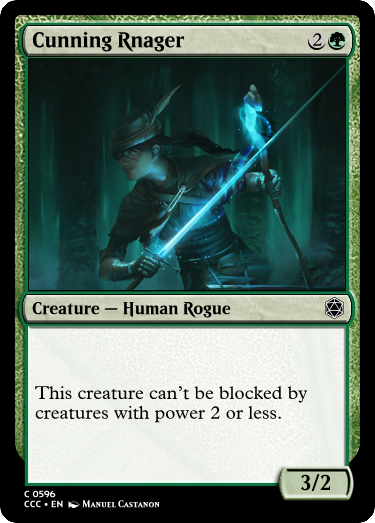 Cunning Rnager 2
Creature — Human Rogue
This creature can't be blocked by
creatures with power 2 or less.
3/2
C 0596
CCC • EN Manuel Castanon